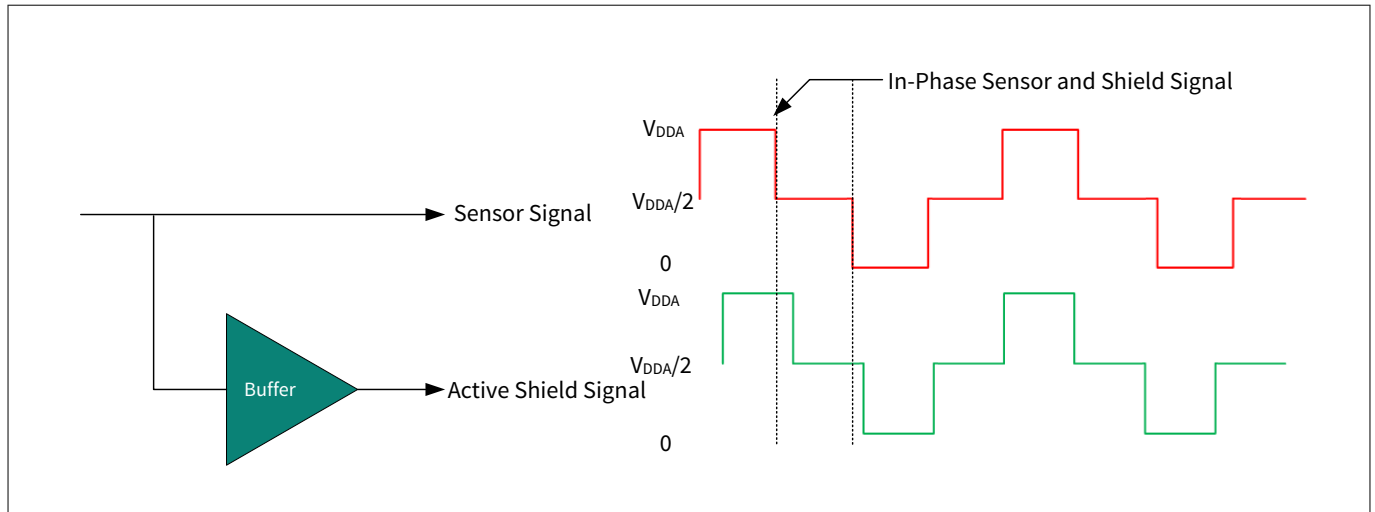 In-Phase Sensor and Shield Signal
VDDA
VDDA/2
Sensor Signal
0
VDDA
VDDA/2
Buffer
Active Shield Signal
0